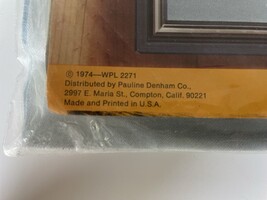 © 1974—WPL 2271
Distributed by Pauline Denham Co.,
2997 E. Maria St., Compton, Calif. 90221
Made and Printed in U.S.A.